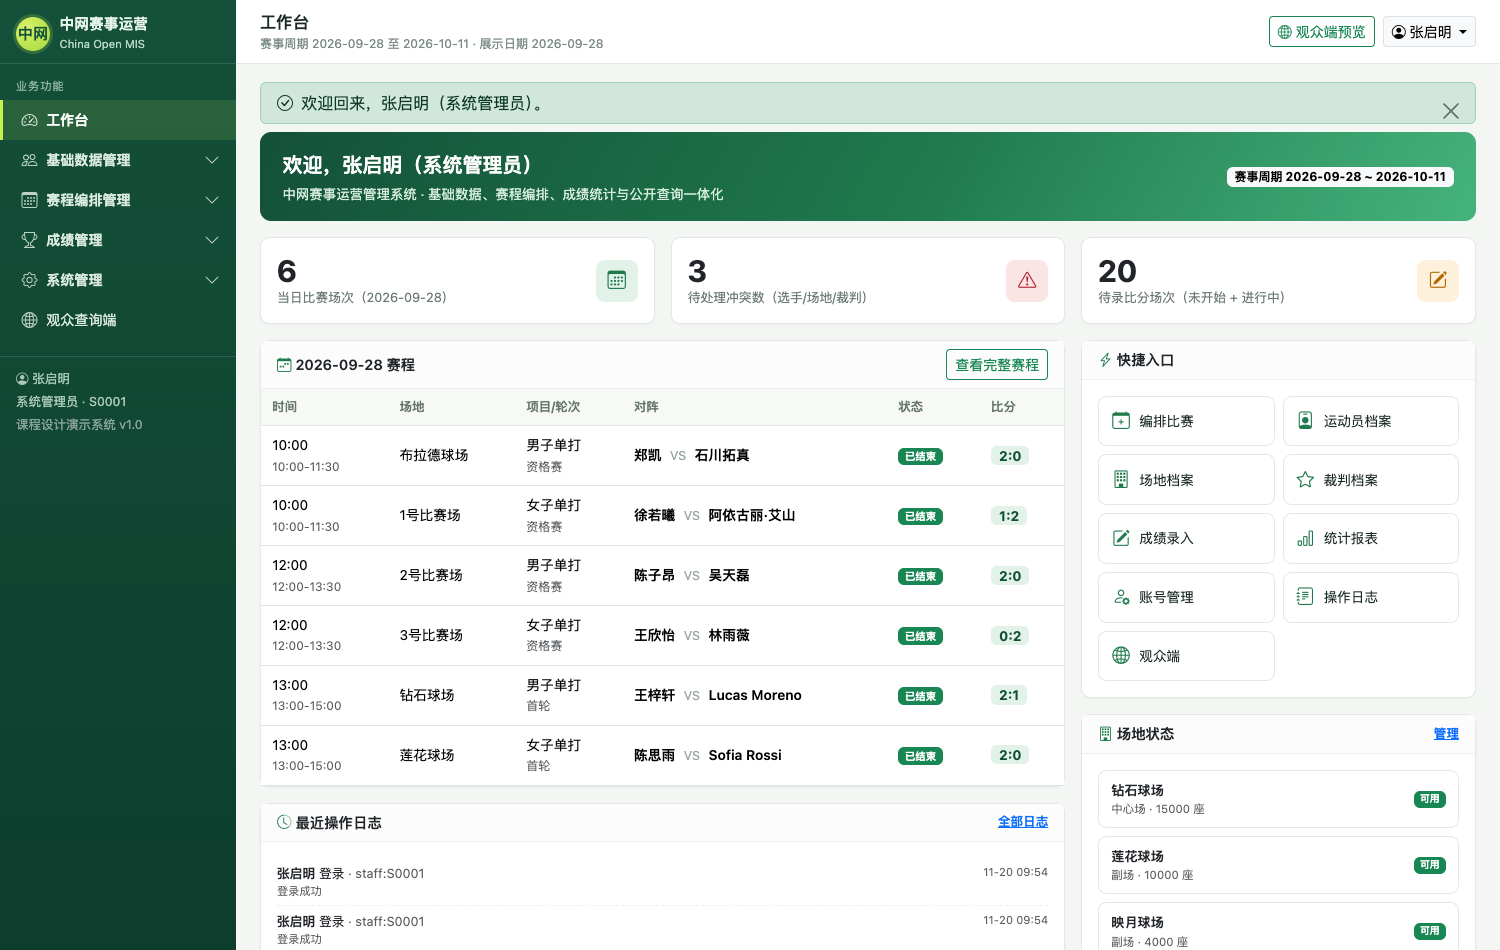 中网
中网赛事运营
China Open MIS
业务功能
工作台
基础数据管理
赛程编排管理
成绩管理
系统管理
观众查询端
张启明
系统管理员 · S0001
课程设计演示系统 v1.0
工作台
赛事周期 2026-09-28 至 2026-10-11 · 展示日期 2026-09-28
观众端预览
张启明
欢迎回来，张启明（系统管理员）。
欢迎，张启明（系统管理员）
中网赛事运营管理系统 · 基础数据、赛程编排、成绩统计与公开查询一体化
赛事周期 2026-09-28 ~ 2026-10-11
6
当日比赛场次（2026-09-28）
3
待处理冲突数（选手/场地/裁判）
20
待录比分场次（未开始 + 进行中）
2026-09-28 赛程
查看完整赛程
时间 场地 项目/轮次 对阵 状态 比分
10:00 布拉德球场 男子单打 郑凯 VS 石川拓真 已结束 2:0
10:00-11:30 资格赛
10:00 1号比赛场 女子单打 徐若曦 VS 阿依古丽·艾山 已结束 1:2
10:00-11:30 资格赛
12:00 2号比赛场 男子单打 陈子昂 VS 吴天磊 已结束 2:0
12:00-13:30 资格赛
12:00 3号比赛场 女子单打 王欣怡 VS 林雨薇 已结束 0:2
12:00-13:30 资格赛
13:00 钻石球场 男子单打 王梓轩 VS Lucas Moreno 已结束 2:1
13:00-15:00 首轮
13:00 莲花球场 女子单打 陈思雨 VS Sofia Rossi 已结束 2:0
13:00-15:00 首轮
最近操作日志
全部日志
张启明 登录 · staff:S0001 11-20 09:54
登录成功
张启明 登录 · staff:S0001 11-20 09:54
登录成功
快捷入口
编排比赛 运动员档案
场地档案 裁判档案
成绩录入 统计报表
账号管理 操作日志
观众端
场地状态
管理
钻石球场 可用
中心场 · 15000 座
莲花球场 可用
副场 · 10000 座
映月球场 可用
副场 · 4000 座